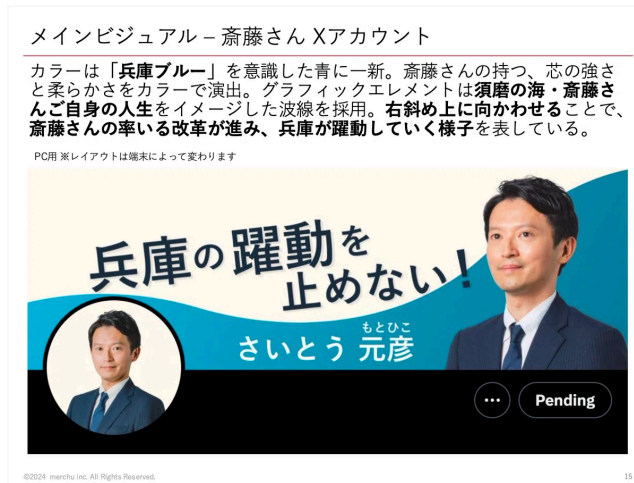 メインビジュアル – 斎藤さん Xアカウント
カラーは「兵庫ブルー」を意識した青に一新。斎藤さんの持つ、芯の強さ
と柔らかさをカラーで演出。グラフィックエレメントは須磨の海・斎藤さ
んご自身の人生をイメージした波線を採用。右斜め上に向かわせることで、
斎藤さんの率いる改革が進み、兵庫が躍動していく様子を表している。
PC用 ※レイアウトは端末によって変わります
兵庫の躍動を
止めない!
もとひこ
さいとう 元彦
… Pending
©2024 merchu Inc. All Rights Reserved.
15